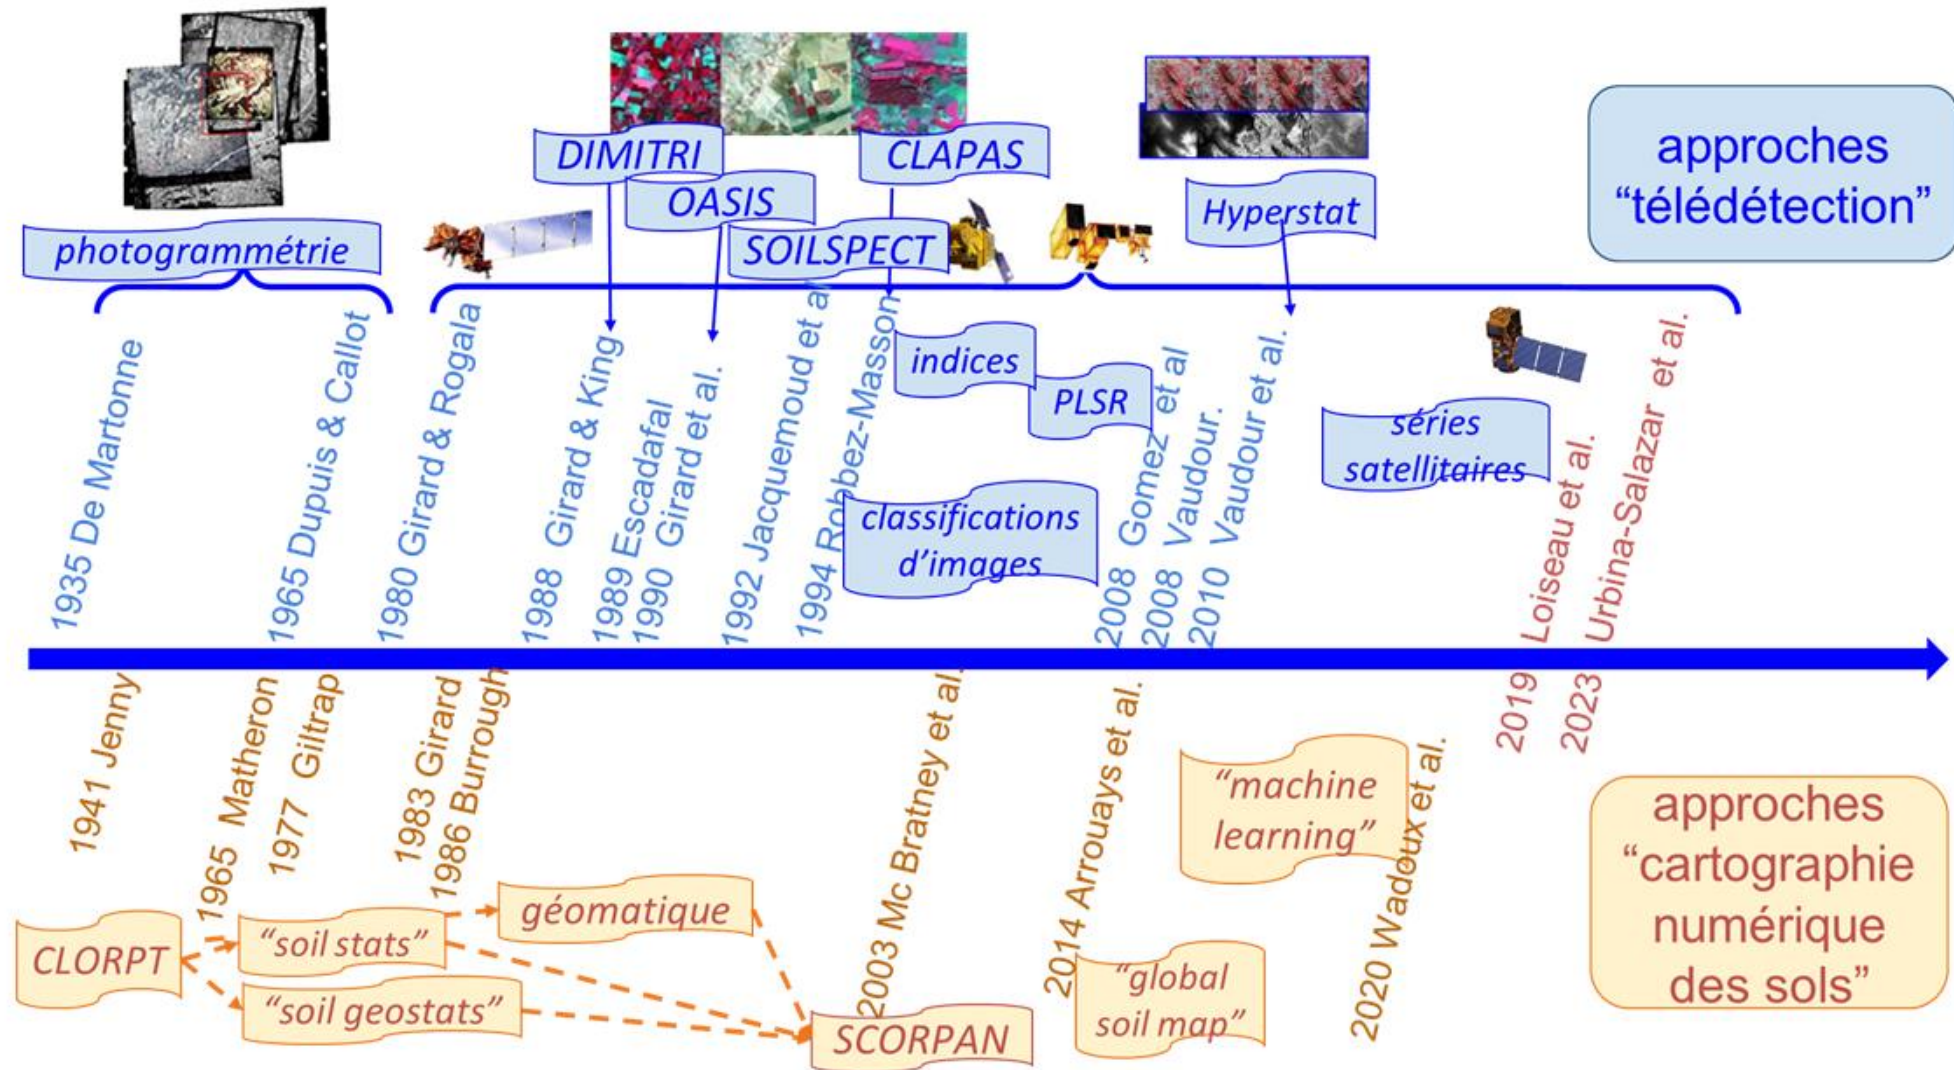 DIMITRI
CLAPAS
OASIS
Hyperstat
SOILSPECT
photogrammétrie
approches
“télédétection”
indices
PLSR
séries
satellitaires
classifications
d’images
1935 De Martonne
1965 Dupuis & Callot
1980 Girard & Rogala
1988 Girard & King
1989 Escadafal
1990 Girard et al.
1992 Jacquemoud et al
1994 Robbez-Masson
2008 Gomez et al
2008 Vaudour.
2010 Vaudour et al.
2019 Loiseau et al.
2023 Urbina-Salazar et al.
1941 Jenny
1965 Matheron
1977 Giltrap
1983 Girard
1986 Burrough
2003 Mc Bratney et al.
2014 Arrouays et al.
2020 Wadoux et al.
“machine
learning”
approches
“cartographie
numérique
des sols”
géomatique
CLORPT
“soil stats”
“soil geostats”
SCORPAN
“global
soil map”